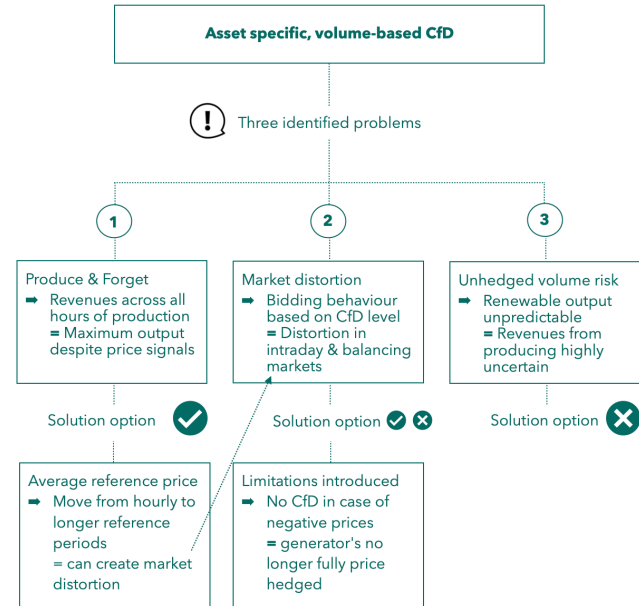 Asset specific, volume-based CfD
! Three identified problems
1
2
3
Produce & Forget
➡ Revenues across all
hours of production
= Maximum output
despite price signals
Market distortion
➡ Bidding behaviour
based on CfD level
= Distortion in
intraday & balancing
markets
Unhedged volume risk
➡ Renewable output
unpredictable
= Revenues from
producing highly
uncertain
Solution option
Solution option
Solution option
Average reference price
➡ Move from hourly to
longer reference
periods
= can create market
distortion
Limitations introduced
➡ No CfD in case of
negative prices
= generator's no
longer fully price
hedged